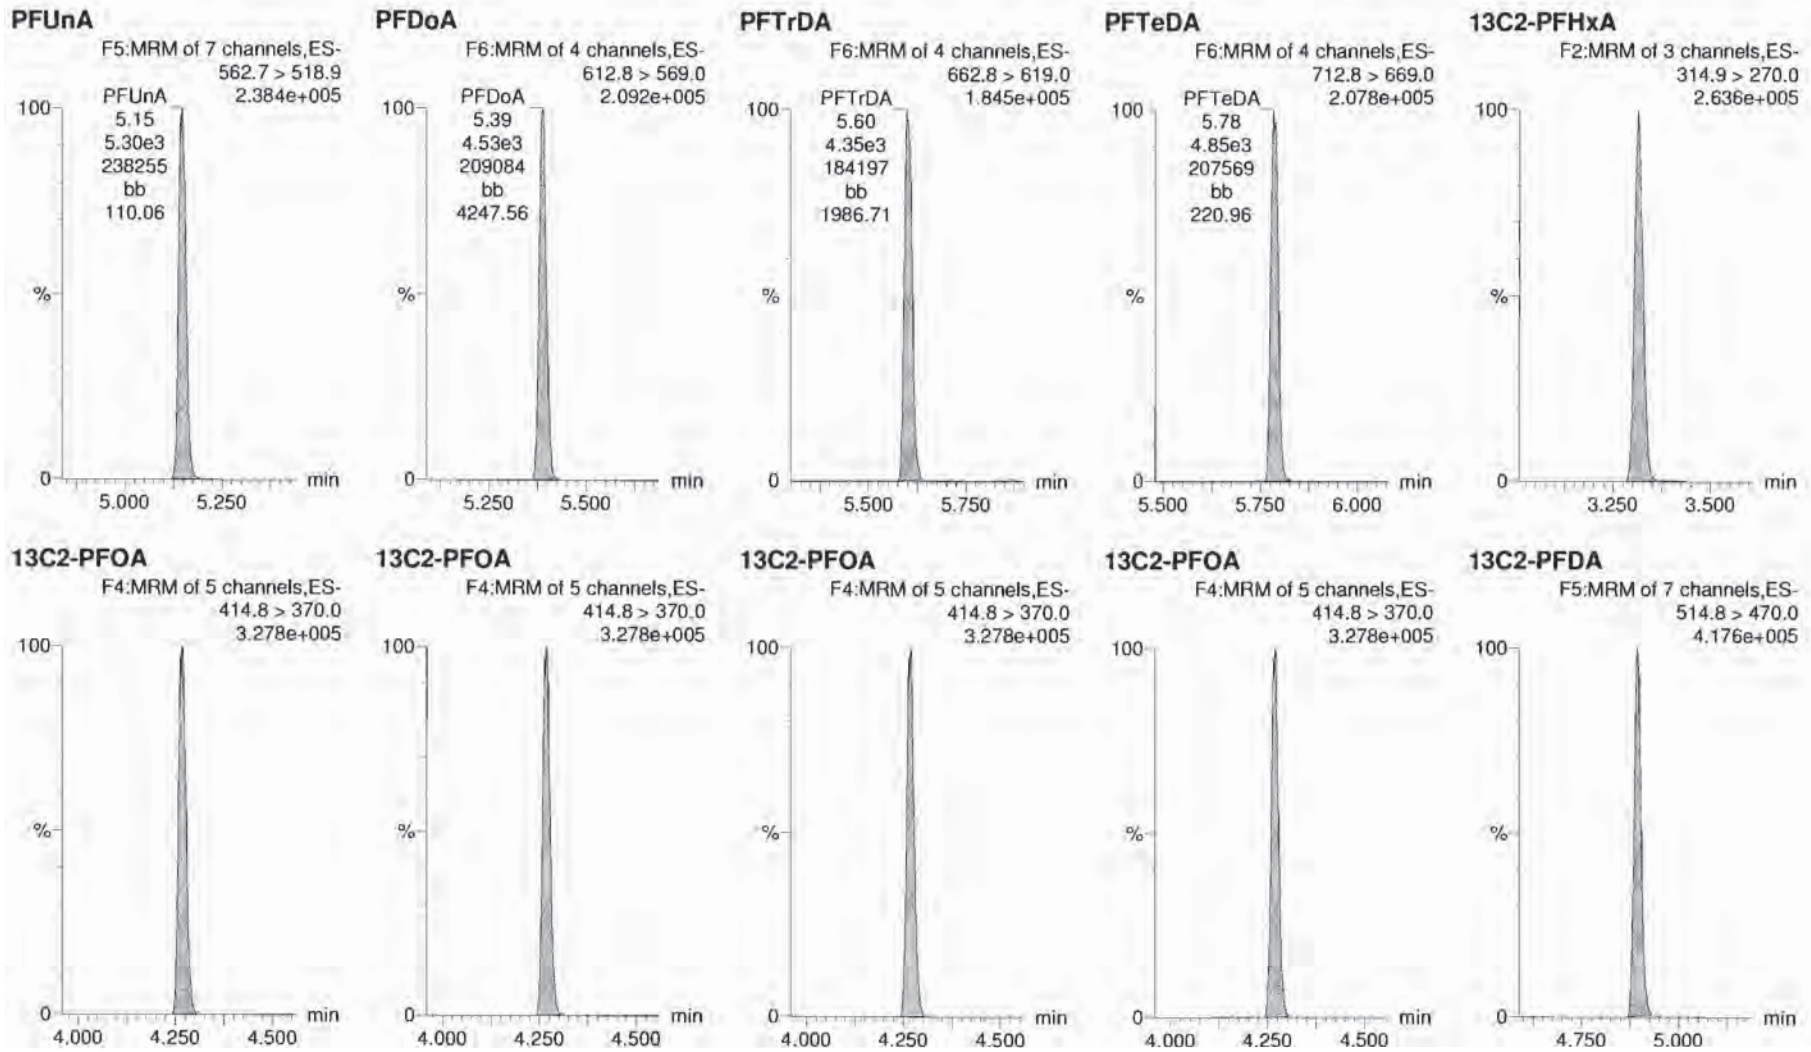 PFUnA
F5:MRM of 7 channels,ES-
562.7 > 518.9
2.384e+005
PFUnA
5.15
5.30e3
238255
bb
110.06
100
%
0
5.000 5.250 min
PFDoA
F6:MRM of 4 channels,ES-
612.8 > 569.0
2.092e+005
PFDoA
5.39
4.53e3
209084
bb
4247.56
100
%
0
5.250 5.500 min
PFTrDA
F6:MRM of 4 channels,ES-
662.8 > 619.0
1.845e+005
PFTrDA
5.60
4.35e3
184197
bb
1986.71
100
%
0
5.500 5.750 min
PFTeDA
F6:MRM of 4 channels,ES-
712.8 > 669.0
2.078e+005
PFTeDA
5.78
4.85e3
207569
bb
220.96
100
%
0
5.500 5.750 6.000 min
13C2-PFHxA
F2:MRM of 3 channels,ES-
314.9 > 270.0
2.636e+005
100
%
0
3.250 3.500 min
13C2-PFOA
F4:MRM of 5 channels,ES-
414.8 > 370.0
3.278e+005
100
%
0
4.000 4.250 4.500 min
13C2-PFOA
F4:MRM of 5 channels,ES-
414.8 > 370.0
3.278e+005
100
%
0
4.000 4.250 4.500 min
13C2-PFOA
F4:MRM of 5 channels,ES-
414.8 > 370.0
3.278e+005
100
%
0
4.000 4.250 4.500 min
13C2-PFOA
F4:MRM of 5 channels,ES-
414.8 > 370.0
3.278e+005
100
%
0
4.000 4.250 4.500 min
13C2-PFDA
F5:MRM of 7 channels,ES-
514.8 > 470.0
4.176e+005
100
%
0
4.750 5.000 min